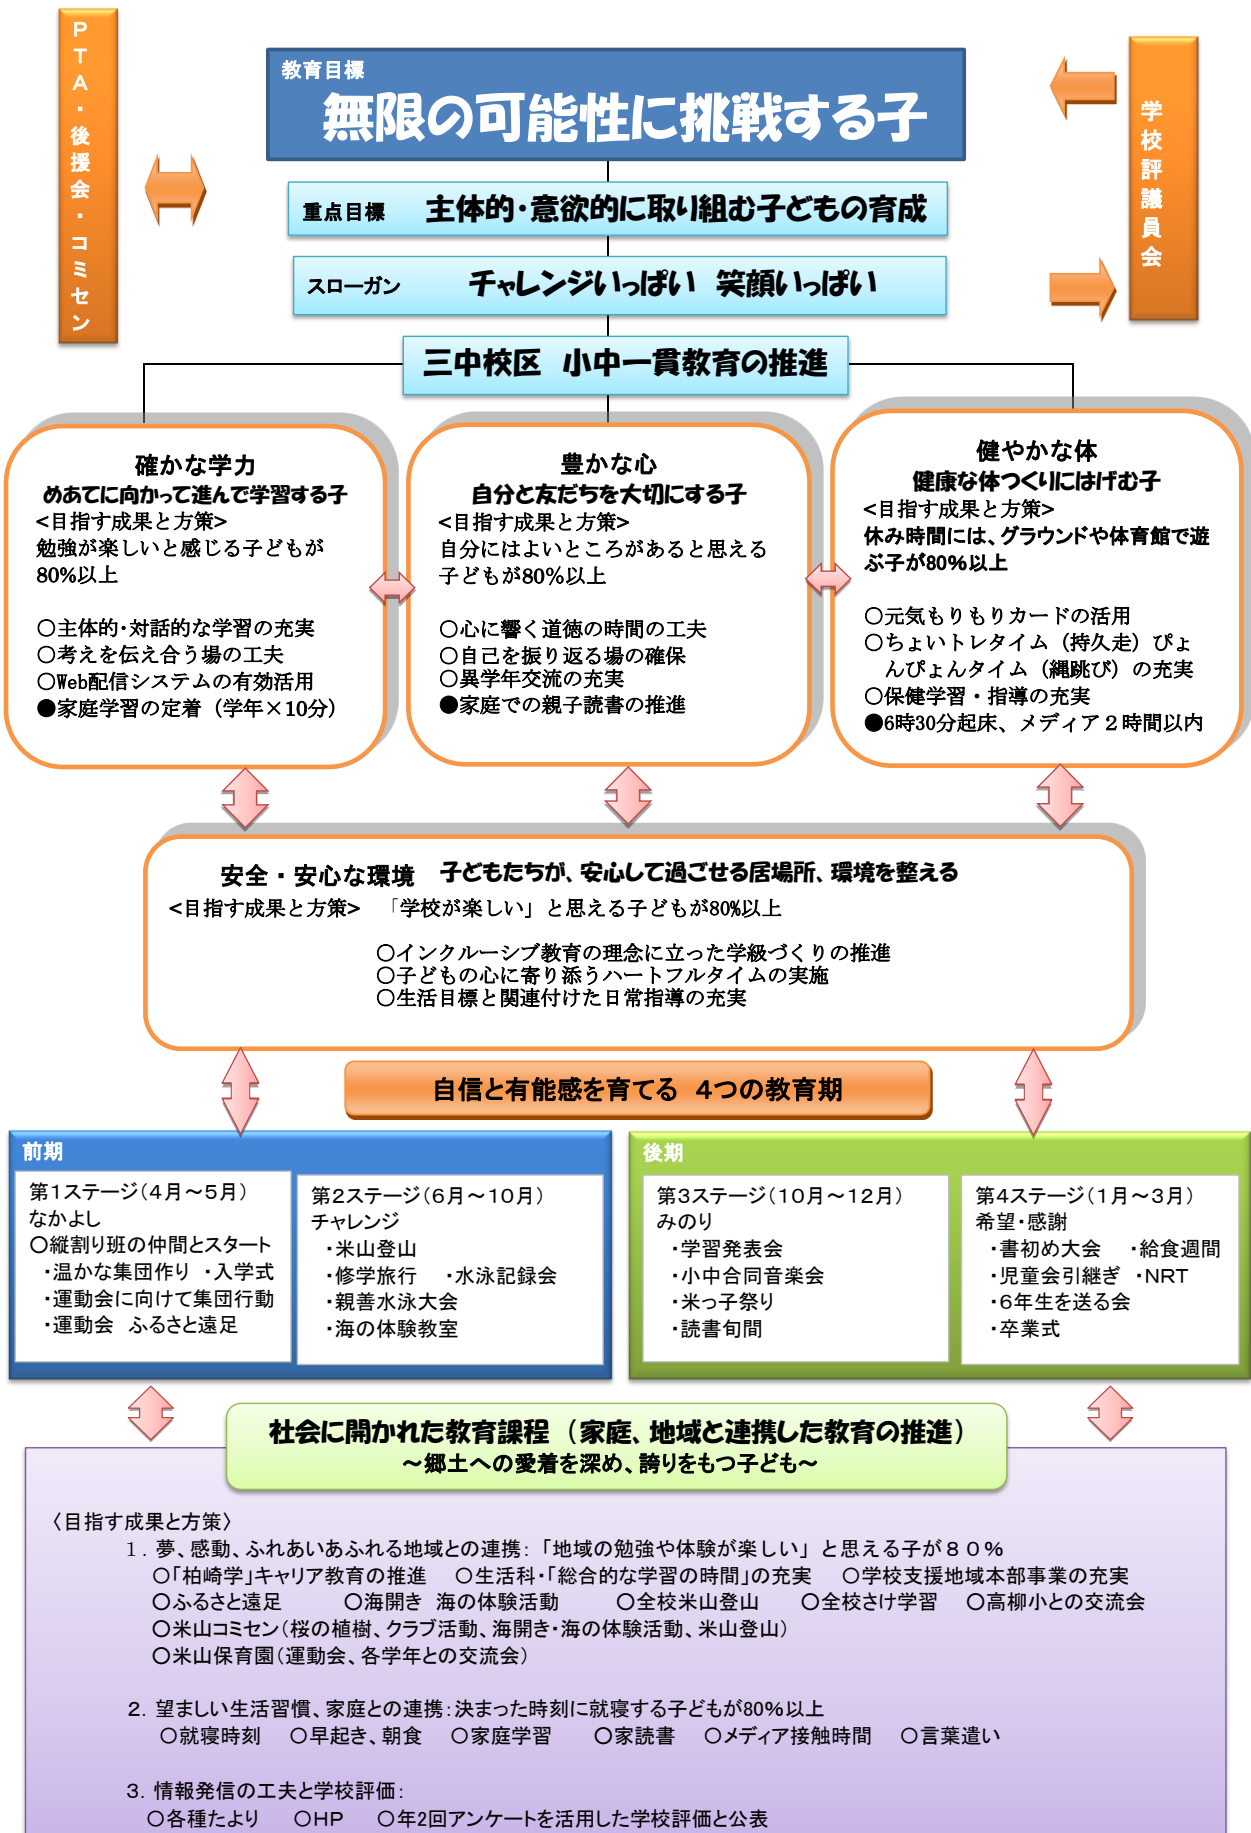 PTA・後援会・コミセン
教育目標
無限の可能性に挑戦する子
学校評議員会
重点目標 主体的・意欲的に取り組む子どもの育成
スローガン チャレンジいっぱい 笑顔いっぱい
三中校区 小中一貫教育の推進
確かな学力
めあてに向かって進んで学習する子
<目指す成果と方策>
勉強が楽しいと感じる子どもが
80%以上
○主体的・対話的な学習の充実
○考えを伝え合う場の工夫
○Web配信システムの有効活用
●家庭学習の定着（学年×10分）
豊かな心
自分と友だちを大切にする子
<目指す成果と方策>
自分にはよいところがあると思える
子どもが80%以上
○心に響く道徳の時間の工夫
○自己を振り返る場の確保
○異学年交流の充実
●家庭での親子読書の推進
健やかな体
健康な体つくりにはげむ子
<目指す成果と方策>
休み時間には、グラウンドや体育館で遊
ぶ子が80%以上
○元気もりもりカードの活用
○ちょいトレタイム（持久走）ぴょ
んぴょんタイム（縄跳び）の充実
○保健学習・指導の充実
●6時30分起床、メディア２時間以内
安全・安心な環境 子どもたちが、安心して過ごせる居場所、環境を整える
<目指す成果と方策> 「学校が楽しい」と思える子どもが80%以上
○インクルーシブ教育の理念に立った学級づくりの推進
○子どもの心に寄り添うハートフルタイムの実施
○生活目標と関連付けた日常指導の充実
自信と有能感を育てる 4つの教育期
前期
第１ステージ（４月～５月）
なかよし
○縦割り班の仲間とスタート
・温かな集団作り ・入学式
・運動会に向けて集団行動
・運動会 ふるさと遠足
第２ステージ（６月～１０月）
チャレンジ
・米山登山
・修学旅行 ・水泳記録会
・親善水泳大会
・海の体験教室
後期
第３ステージ（１０月～１２月）
みのり
・学習発表会
・小中合同音楽会
・米っ子祭り
・読書旬間
第４ステージ（１月～３月）
希望・感謝
・書初め大会 ・給食週間
・児童会引継ぎ ・NRT
・６年生を送る会
・卒業式
社会に開かれた教育課程（家庭、地域と連携した教育の推進）
～郷土への愛着を深め、誇りをもつ子ども～
〈目指す成果と方策〉
１．夢、感動、ふれあいあふれる地域との連携：「地域の勉強や体験が楽しい」と思える子が８０％
○「柏崎学」キャリア教育の推進 ○生活科・「総合的な学習の時間」の充実 ○学校支援地域本部事業の充実
○ふるさと遠足 ○海開き 海の体験活動 ○全校米山登山 ○全校さけ学習 ○高柳小との交流会
○米山コミセン（桜の植樹、クラブ活動、海開き・海の体験活動、米山登山）
○米山保育園（運動会、各学年との交流会）
２．望ましい生活習慣、家庭との連携：決まった時刻に就寝する子どもが80%以上
○就寝時刻 ○早起き、朝食 ○家庭学習 ○家読書 ○メディア接触時間 ○言葉遣い
３．情報発信の工夫と学校評価：
○各種たより ○HP ○年2回アンケートを活用した学校評価と公表